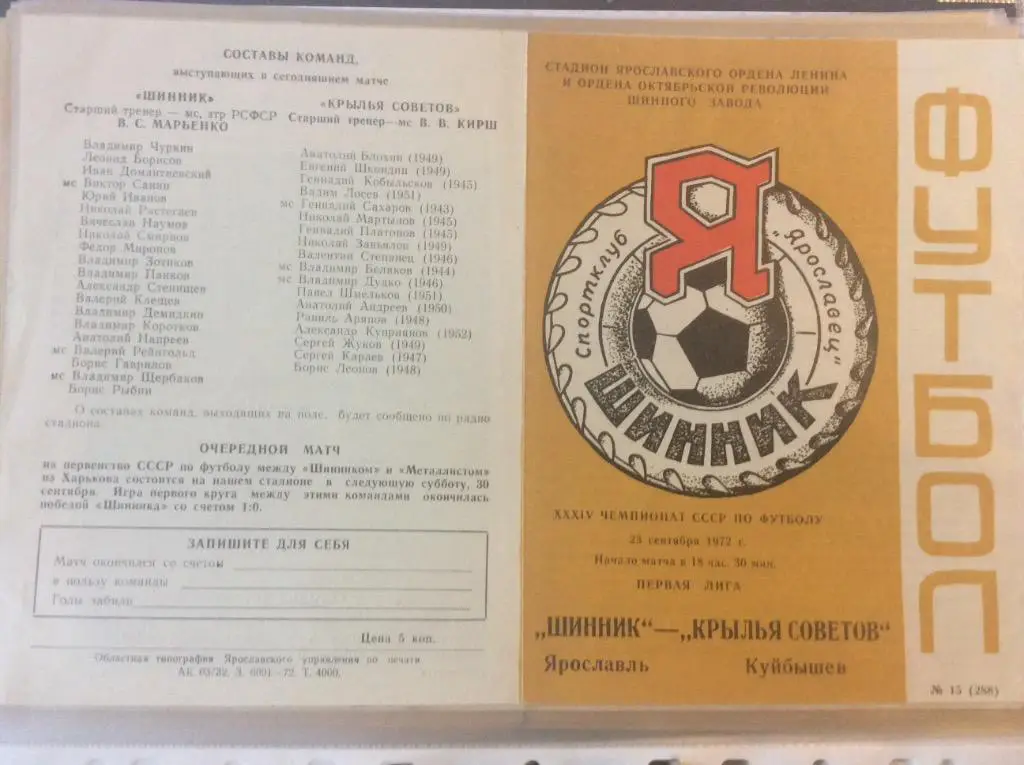 СОСТАВЫ КОМАНД,
выступающих в сегодняшнем матче
«ШИННИК»
Старший тренер — мс, зтр РСФСР
В. С. МАРЬЕНКО
Владимир Чуркин
Леонид Борисов
Иван Домантиевский
мс Виктор Санин
Юрий Иванов
Николай Растегаев
Вячеслав Наумов
Николай Смирнов
Федор Миронов
Владимир Зотиков
Владимир Панков
Александр Стенищев
Валерий Клещев
Владимир Демидкин
Владимир Коротков
Анатолий Напреев
мс Валерий Рейнгольд
Борис Гаврилов
мс Владимир Щербаков
Борис Рыбин
«КРЫЛЬЯ СОВЕТОВ»
Старший тренер—мс В. В. КИРШ
Анатолий Блохин (1949)
Евгений Шкондин (1949)
Геннадий Кобыльсков (1945)
Вадим Лосев (1951)
мс Геннадий Сахаров (1943)
Николай Мартынов (1945)
Геннадий Платонов (1945)
Николай Завьялов (1949)
Валентин Степанец (1946)
мс Владимир Беляков (1944)
мс Владимир Дудко (1946)
Павел Шмельков (1951)
Анатолий Андреев (1950)
Равиль Аряпов (1948)
Александр Куприянов (1952)
Сергей Жуков (1949)
Сергей Караев (1947)
Борис Леонов (1948)
О составах команд, выходящих на поле, будет сообщено по радио
стадиона.
ОЧЕРЕДНОЙ МАТЧ
на первенство СССР по футболу между «Шинником» и «Металлистом»
из Харькова состоится на нашем стадионе в следующую субботу, 30
сентября. Игра первого круга между этими командами окончилась
победой «Шинника» со счетом 1:0.
ЗАПИШИТЕ ДЛЯ СЕБЯ
Матч окончился со счетом
в пользу команды
Голы забили
Цена 5 коп.
Областная типография Ярославского управления по печати
АК 03/32. З. 6001—72. Т. 4000.
СТАДИОН ЯРОСЛАВСКОГО ОРДЕНА ЛЕНИНА
И ОРДЕНА ОКТЯБРЬСКОЙ РЕВОЛЮЦИИ
ШИННОГО ЗАВОДА
Я
Спортклуб „Ярославец"
ШИННИК
XXXIV ЧЕМПИОНАТ СССР ПО ФУТБОЛУ
23 сентября 1972 г.
Начало матча в 18 час. 30 мин.
ПЕРВАЯ ЛИГА
„ШИННИК"—„КРЫЛЬЯ СОВЕТОВ"
Ярославль Куйбышев
ФУТБОЛ
№ 15 (288)